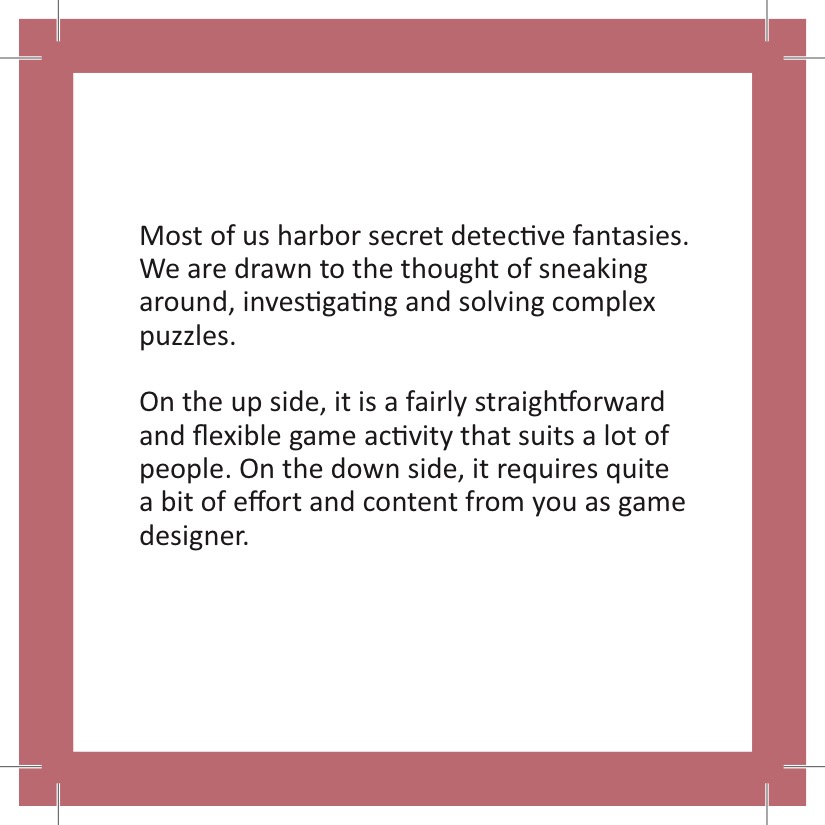 Most of us harbor secret detective fantasies.
We are drawn to the thought of sneaking
around, investigating and solving complex
puzzles.
On the up side, it is a fairly straightforward
and flexible game activity that suits a lot of
people. On the down side, it requires quite
a bit of effort and content from you as game
designer.